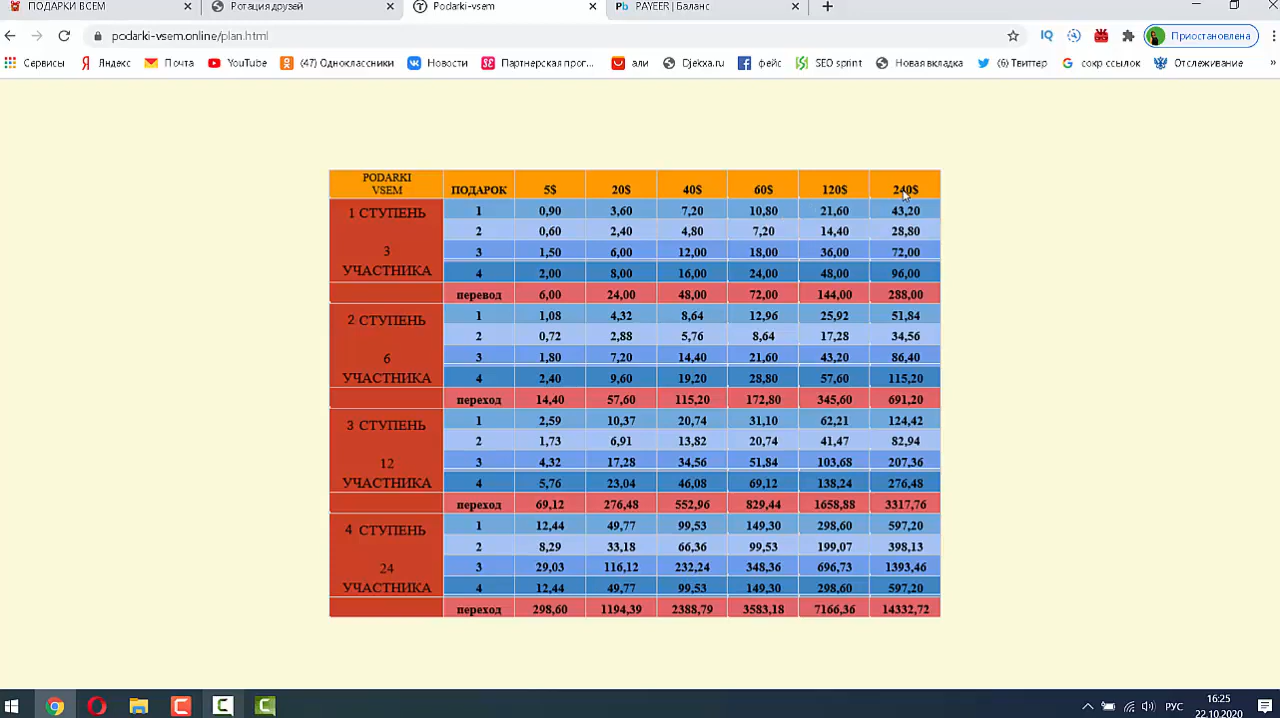 ПОДАРКИ ВСЕМ
Ротация друзей
Podarki-vsem
PAYEER | Баланс
podarki-vsem.online/plan.html
Приостановлена
Сервисы Яндекс Почта YouTube (47) Одноклассники Новости Партнерская прог... али Djekxa.ru фейс SEO sprint Новая вкладка (6) Твиттер сокр ссылок Отслеживание »
PODARKI VSEM ПОДАРОК 5$ 20$ 40$ 60$ 120$ 240$
1 СТУПЕНЬ 1 0,90 3,60 7,20 10,80 21,60 43,20
2 0,60 2,40 4,80 7,20 14,40 28,80
3 3 1,50 6,00 12,00 18,00 36,00 72,00
УЧАСТНИКА 4 2,00 8,00 16,00 24,00 48,00 96,00
перевод 6,00 24,00 48,00 72,00 144,00 288,00
2 СТУПЕНЬ 1 1,08 4,32 8,64 12,96 25,92 51,84
2 0,72 2,88 5,76 8,64 17,28 34,56
6 3 1,80 7,20 14,40 21,60 43,20 86,40
УЧАСТНИКА 4 2,40 9,60 19,20 28,80 57,60 115,20
переход 14,40 57,60 115,20 172,80 345,60 691,20
3 СТУПЕНЬ 1 2,59 10,37 20,74 31,10 62,21 124,42
2 1,73 6,91 13,82 20,74 41,47 82,94
12 3 4,32 17,28 34,56 51,84 103,68 207,36
УЧАСТНИКА 4 5,76 23,04 46,08 69,12 138,24 276,48
переход 69,12 276,48 552,96 829,44 1658,88 3317,76
4 СТУПЕНЬ 1 12,44 49,77 99,53 149,30 298,60 597,20
2 8,29 33,18 66,36 99,53 199,07 398,13
24 3 29,03 116,12 232,24 348,36 696,73 1393,46
УЧАСТНИКА 4 12,44 49,77 99,53 149,30 298,60 597,20
переход 298,60 1194,39 2388,79 3583,18 7166,36 14332,72
РУС
16:25
22.10.2020